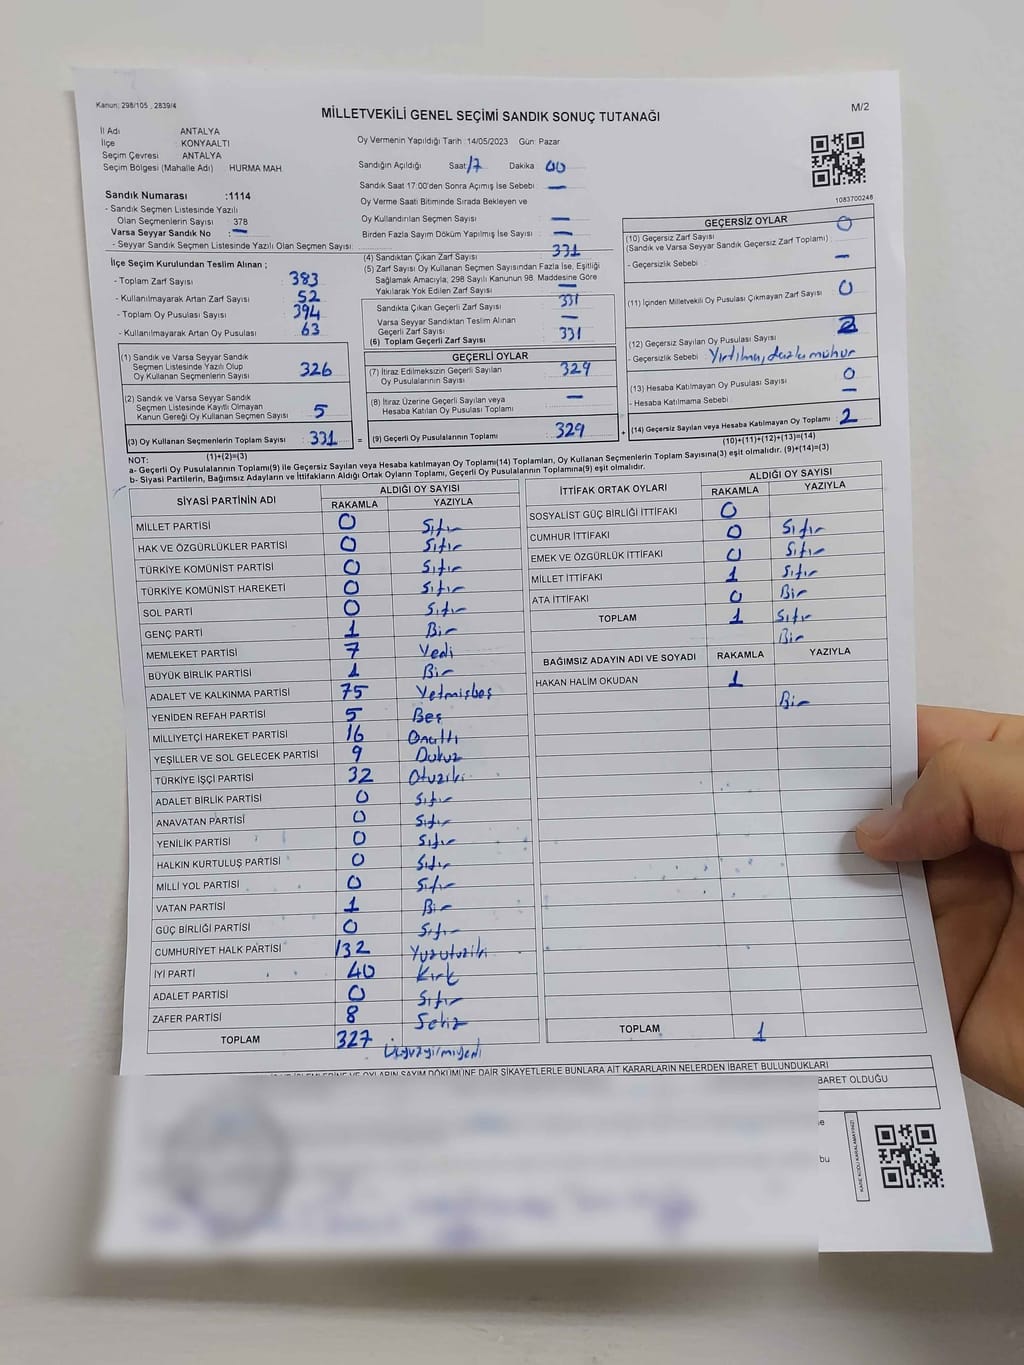 Kanun; 298/105 , 2839/4
MİLLETVEKİLİ GENEL SEÇİMİ SANDIK SONUÇ TUTANAĞI
M/2
İl Adı ANTALYA
İlçe : KONYAALTI
Seçim Çevresi : ANTALYA
Seçim Bölgesi (Mahalle Adı) HURMA MAH.
Oy Vermenin Yapıldığı Tarih :14/05/2023 Gün: Pazar
Sandığın Açıldığı Saat 17 Dakika 00
Sandık Saat 17:00'den Sonra Açılmış İse Sebebi : —
Oy Verme Saati Bitiminde Sırada Bekleyen ve
Oy Kullandırılan Seçmen Sayısı : —
Birden Fazla Sayım Döküm Yapılmış İse Sayısı : —
1083700248
Sandık Numarası :1114
- Sandık Seçmen Listesinde Yazılı
Olan Seçmenlerin Sayısı : 378
Varsa Seyyar Sandık No : —
- Seyyar Sandık Seçmen Listesinde Yazılı Olan Seçmen Sayısı:
İlçe Seçim Kurulundan Teslim Alınan ;
- Toplam Zarf Sayısı : 383
- Kullanılmayarak Artan Zarf Sayısı : 52
- Toplam Oy Pusulası Sayısı : 394
- Kullanılmayarak Artan Oy Pusulası : 63
(1) Sandık ve Varsa Seyyar Sandık
Seçmen Listesinde Yazılı Olup
Oy Kullanan Seçmenlerin Sayısı : 326
(2) Sandık ve Varsa Seyyar Sandık
Seçmen Listesinde Kayıtlı Olmayan
Kanun Gereği Oy Kullanan Seçmen Sayısı : 5
(3) Oy Kullanan Seçmenlerin Toplam Sayısı : 331
(1)+(2)=(3)
(4) Sandıktan Çıkan Zarf Sayısı : 331
(5) Zarf Sayısı Oy Kullanan Seçmen Sayısından Fazla İse, Eşitliği
Sağlamak Amacıyla; 298 Sayılı Kanunun 98. Maddesine Göre
Yakılarak Yok Edilen Zarf Sayısı : —
Sandıkta Çıkan Geçerli Zarf Sayısı : 331
Varsa Seyyar Sandıktan Teslim Alınan
Geçerli Zarf Sayısı : —
(6) Toplam Geçerli Zarf Sayısı : 331
GEÇERLİ OYLAR
(7) İtiraz Edilmeksizin Geçerli Sayılan
Oy Pusulalarının Sayısı : 329
(8) İtiraz Üzerine Geçerli Sayılan veya
Hesaba Katılan Oy Pusulası Toplamı : —
= (9) Geçerli Oy Pusulalarının Toplamı : 329
GEÇERSİZ OYLAR
(10) Geçersiz Zarf Sayısı : 0
(Sandık ve Varsa Seyyar Sandık Geçersiz Zarf Toplamı)
- Geçersizlik Sebebi : —
(11) İçinden Milletvekili Oy Pusulası Çıkmayan Zarf Sayısı : 0
(12) Geçersiz Sayılan Oy Pusulası Sayısı : 2
- Geçersizlik Sebebi : Yırtılma, fazla mühür
(13) Hesaba Katılmayan Oy Pusulası Sayısı : 0
- Hesaba Katılmama Sebebi : —
+ (14) Geçersiz Sayılan veya Hesaba Katılmayan Oy Toplamı : 2
(10)+(11)+(12)+(13)=(14)
NOT:
a- Geçerli Oy Pusulalarının Toplamı(9) ile Geçersiz Sayılan veya Hesaba katılmayan Oy Toplamı(14) Toplamları, Oy Kullanan Seçmenlerin Toplam Sayısına(3) eşit olmalıdır. (9)+(14)=(3)
b- Siyasi Partilerin, Bağımsız Adayların ve İttifakların Aldığı Ortak Oyların Toplamı, Geçerli Oy Pusulalarının Toplamına(9) eşit olmalıdır.
SİYASİ PARTİNİN ADI ALDIĞI OY SAYISI
RAKAMLA YAZIYLA
MİLLET PARTİSİ 0 Sıfır
HAK VE ÖZGÜRLÜKLER PARTİSİ 0 Sıfır
TÜRKİYE KOMÜNİST PARTİSİ 0 Sıfır
TÜRKİYE KOMÜNİST HAREKETİ 0 Sıfır
SOL PARTİ 0 Sıfır
GENÇ PARTİ 1 Bir
MEMLEKET PARTİSİ 7 Yedi
BÜYÜK BİRLİK PARTİSİ 1 Bir
ADALET VE KALKINMA PARTİSİ 75 Yetmişbeş
YENİDEN REFAH PARTİSİ 5 Beş
MİLLİYETÇİ HAREKET PARTİSİ 16 Onaltı
YEŞİLLER VE SOL GELECEK PARTİSİ 9 Dokuz
TÜRKİYE İŞÇİ PARTİSİ 32 Otuziki
ADALET BİRLİK PARTİSİ 0 Sıfır
ANAVATAN PARTİSİ 0 Sıfır
YENİLİK PARTİSİ 0 Sıfır
HALKIN KURTULUŞ PARTİSİ 0 Sıfır
MİLLİ YOL PARTİSİ 0 Sıfır
VATAN PARTİSİ 1 Bir
GÜÇ BİRLİĞİ PARTİSİ 0 Sıfır
CUMHURİYET HALK PARTİSİ 132 Yüzotuziki
İYİ PARTİ 40 Kırk
ADALET PARTİSİ 0 Sıfır
ZAFER PARTİSİ 8 Sekiz
TOPLAM 327 Üçyüzyirmiyedi
İTTİFAK ORTAK OYLARI ALDIĞI OY SAYISI
RAKAMLA YAZIYLA
SOSYALİST GÜÇ BİRLİĞİ İTTİFAKI 0
CUMHUR İTTİFAKI 0 Sıfır
EMEK VE ÖZGÜRLÜK İTTİFAKI 0 Sıfır
MİLLET İTTİFAKI 1 Sıfır
ATA İTTİFAKI 0 Bir
TOPLAM 1 Sıfır
Bir
BAĞIMSIZ ADAYIN ADI VE SOYADI RAKAMLA YAZIYLA
HAKAN HALİM OKUDAN 1
Bir
TOPLAM 1
İŞLEMLERİNE VE OYLARIN SAYIM DÖKÜMÜNE DAİR ŞİKAYETLERLE BUNLARA AİT KARARLARIN NELERDEN İBARET BULUNDUKLARI
İBARET OLDUĞU
KARE KODU KARALAMAYINIZ!